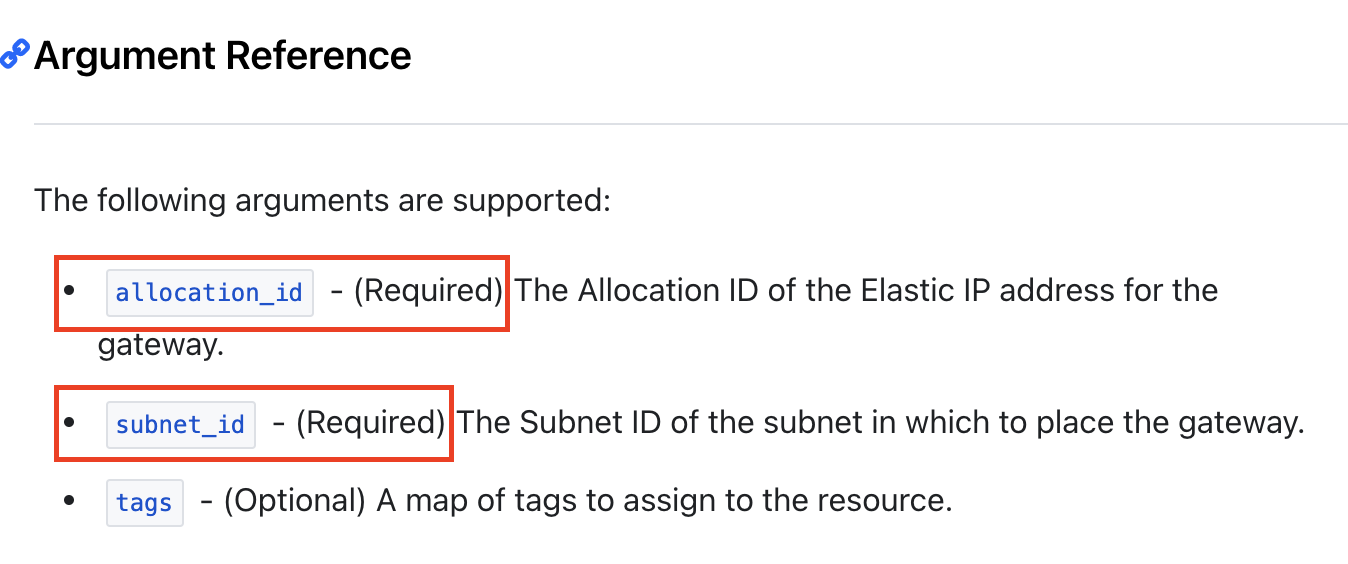 Argument Reference
The following arguments are supported:
• allocation_id - (Required) The Allocation ID of the Elastic IP address for the
gateway.
• subnet_id - (Required) The Subnet ID of the subnet in which to place the gateway.
• tags - (Optional) A map of tags to assign to the resource.